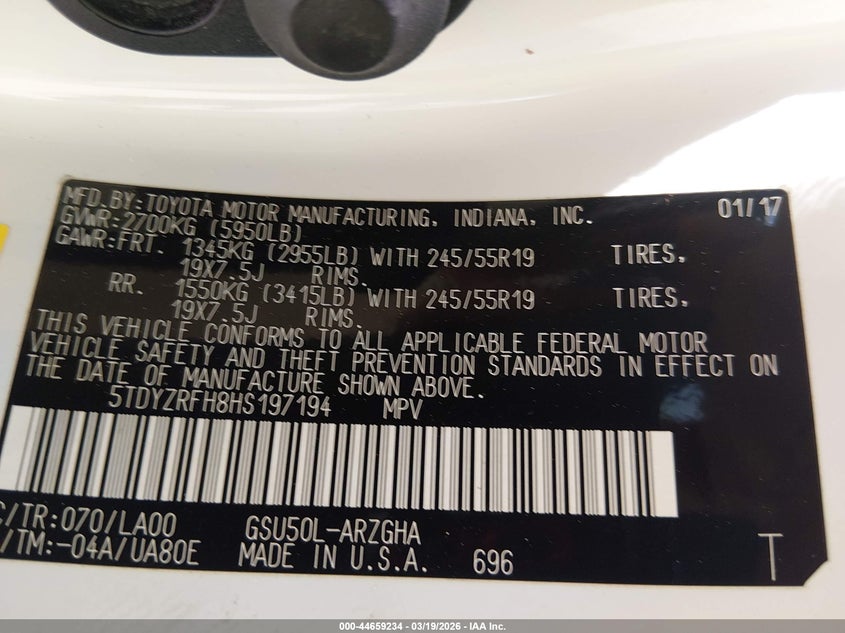 MFD.BY:TOYOTA MOTOR MANUFACTURING, INDIANA, INC. 01/17
GVWR:2700KG (5950LB)
GAWR:FRT. 1345KG (2955LB) WITH 245/55R19 TIRES,
19X7.5J RIMS.
RR. 1550KG (3415LB) WITH 245/55R19 TIRES,
19X7.5J RIMS.
THIS VEHICLE CONFORMS TO ALL APPLICABLE FEDERAL MOTOR
VEHICLE SAFETY AND THEFT PREVENTION STANDARDS IN EFFECT ON
THE DATE OF MANUFACTURE SHOWN ABOVE.
5TDYZRFH8HS197194 MPV
C/TR:070/LA00 GSU50L-ARZGHA
/TM:-04A/UA80E MADE IN U.S.A. 696 T
000-44659234 - 03/19/2026 - IAA Inc.